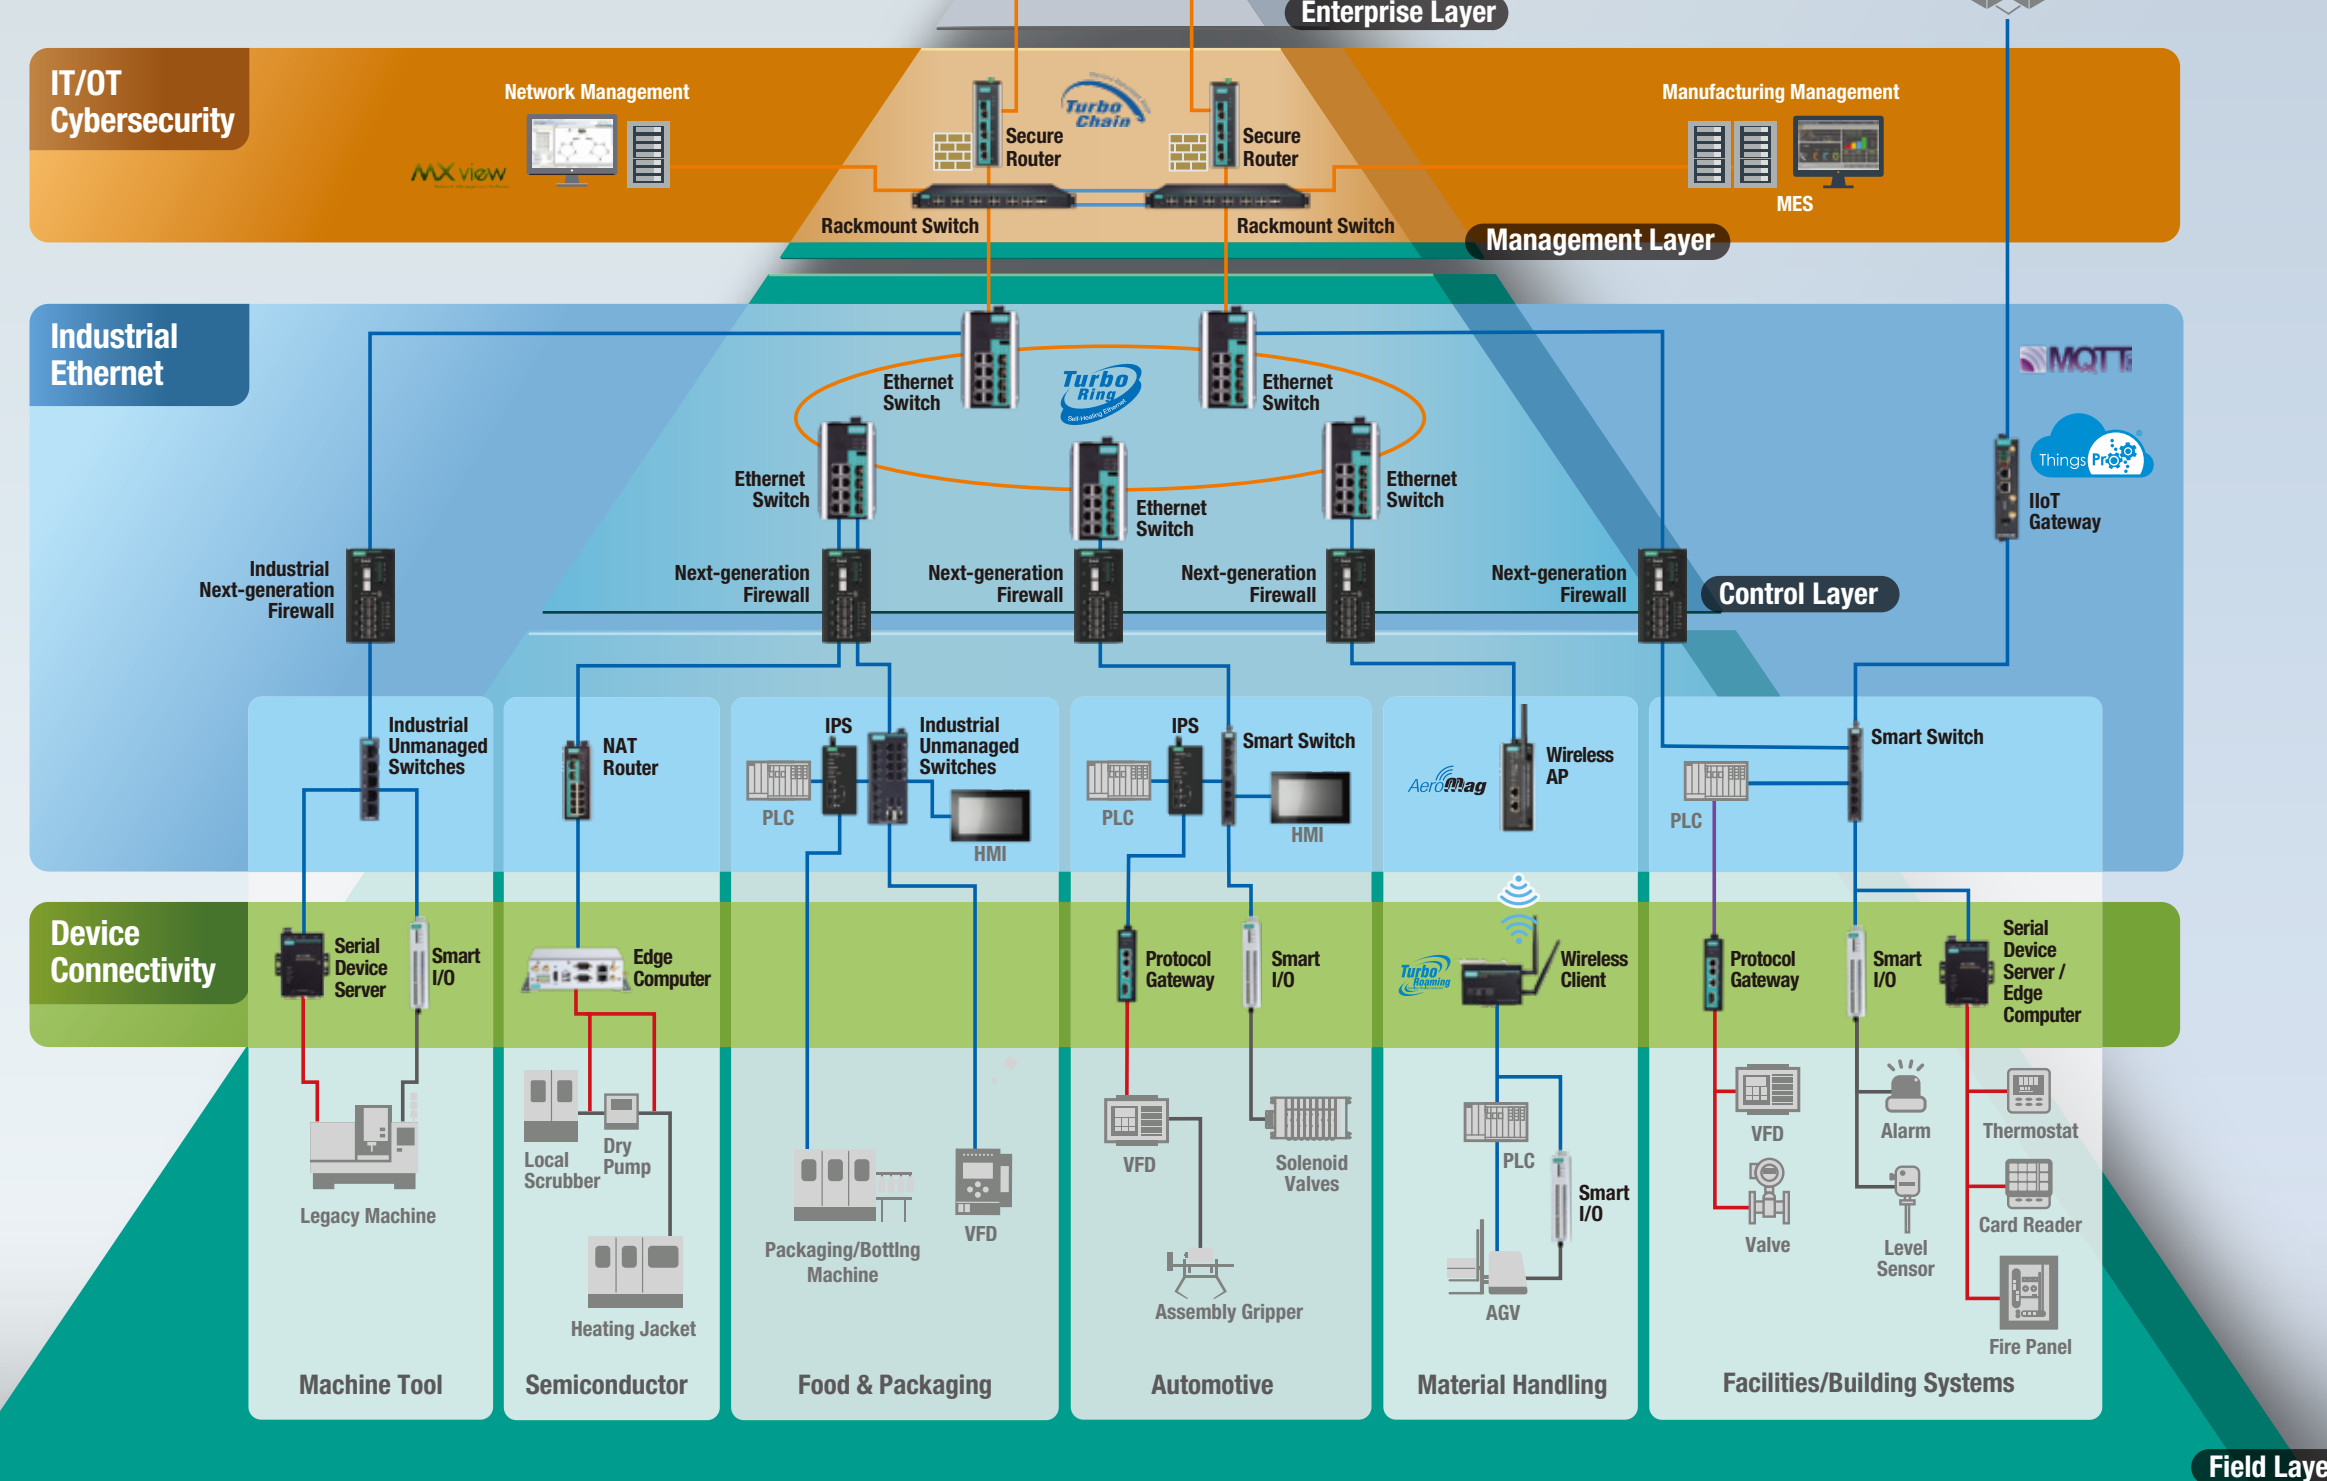 Enterprise Layer
IT/OT
Cybersecurity
Network Management
MXview
Turbo
Chain
Secure
Router
Secure
Router
Manufacturing Management
MES
Rackmount Switch
Rackmount Switch
Management Layer
Industrial
Ethernet
Ethernet
Switch
Turbo
Ring
Self-Healing Ethernet
Ethernet
Switch
MQTT
ThingsPro
IIoT
Gateway
Ethernet
Switch
Ethernet
Switch
Ethernet
Switch
Industrial
Next-generation
Firewall
Next-generation
Firewall
Next-generation
Firewall
Next-generation
Firewall
Next-generation
Firewall
Control Layer
Industrial
Unmanaged
Switches
NAT
Router
IPS
Industrial
Unmanaged
Switches
PLC
HMI
IPS
Smart Switch
PLC
HMI
AeroMag
Wireless
AP
Smart Switch
PLC
Device
Connectivity
Serial
Device
Server
Smart
I/O
Edge
Computer
Protocol
Gateway
Smart
I/O
Turbo
Roaming
Wireless
Client
Protocol
Gateway
Smart
I/O
Serial
Device
Server /
Edge
Computer
Legacy Machine
Local
Scrubber
Dry
Pump
Heating Jacket
Packaging/BottIng
Machine
VFD
VFD
Solenoid
Valves
Assembly Gripper
PLC
Smart
I/O
AGV
VFD
Valve
Alarm
Level
Sensor
Thermostat
Card Reader
Fire Panel
Machine Tool
Semiconductor
Food & Packaging
Automotive
Material Handling
Facilities/Building Systems
Field Laye